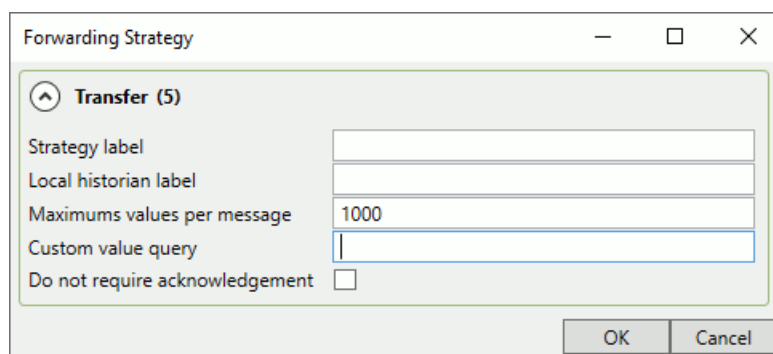 Forwarding Strategy
Transfer (5)
Strategy label
Local historian label
Maximums values per message 1000
Custom value query
Do not require acknowledgement
OK Cancel